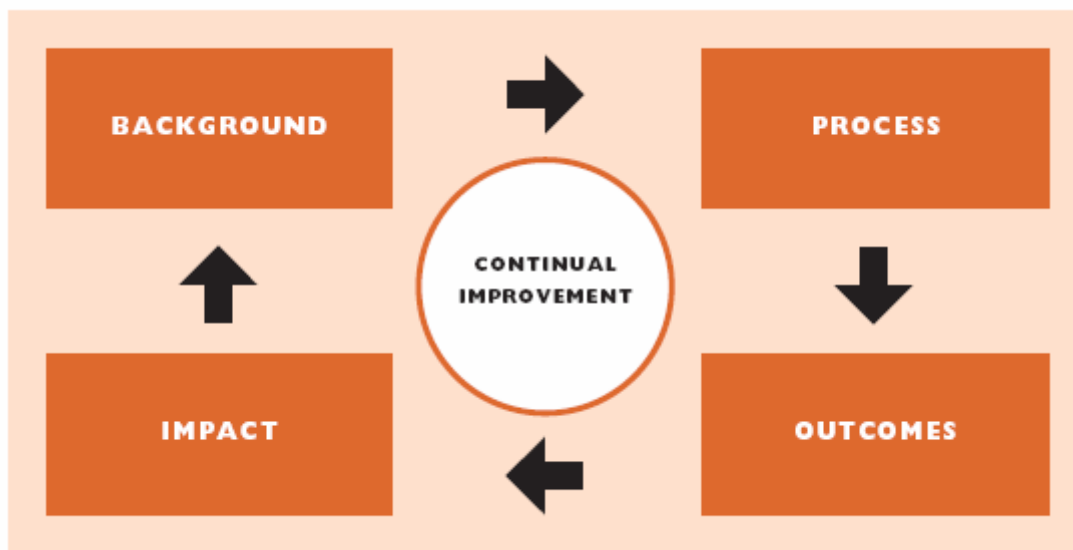 BACKGROUND
PROCESS
CONTINUAL
IMPROVEMENT
IMPACT
OUTCOMES